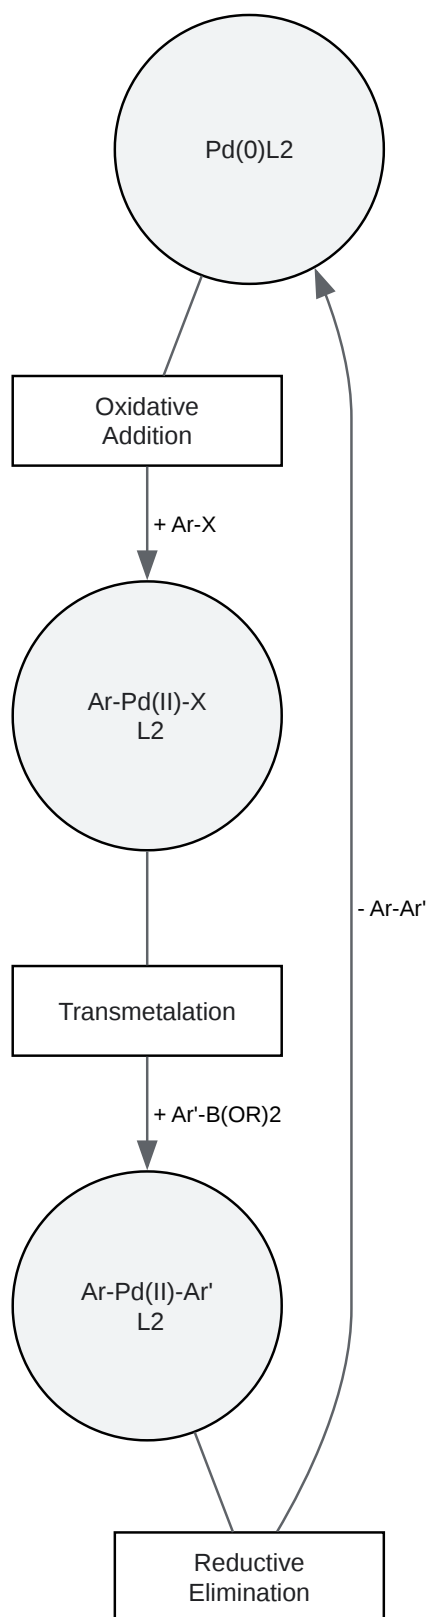 Pd(0)L2
Oxidative
Addition
+ Ar-X
Ar-Pd(II)-X
L2
- Ar-Ar'
Transmetalation
+ Ar'-B(OR)2
Ar-Pd(II)-Ar'
L2
Reductive
Elimination